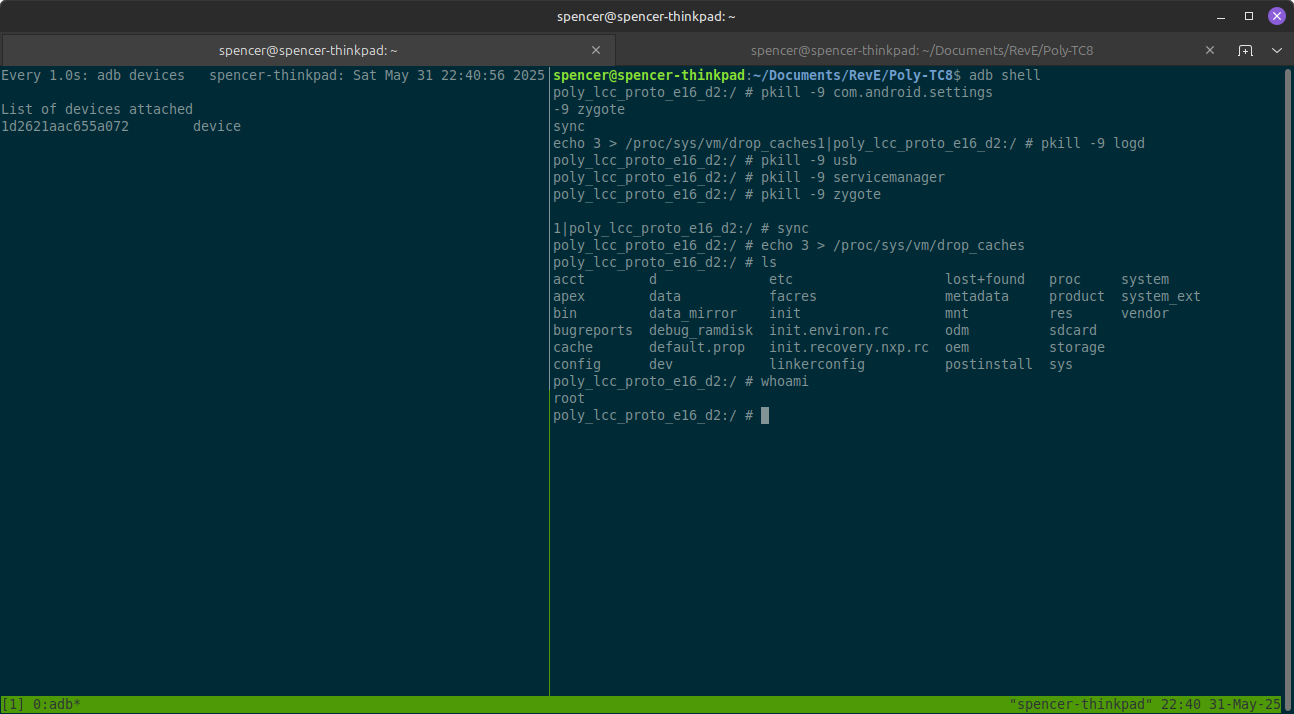 spencer@spencer-thinkpad: ~
spencer@spencer-thinkpad: ~
spencer@spencer-thinkpad: ~/Documents/RevE/Poly-TC8
Every 1.0s: adb devices   spencer-thinkpad: Sat May 31 22:40:56 2025
List of devices attached
1d2621aac655a072        device
spencer@spencer-thinkpad:~/Documents/RevE/Poly-TC8$ adb shell
poly_lcc_proto_e16_d2:/ # pkill -9 com.android.settings
-9 zygote
sync
echo 3 > /proc/sys/vm/drop_caches1|poly_lcc_proto_e16_d2:/ # pkill -9 logd
poly_lcc_proto_e16_d2:/ # pkill -9 usb
poly_lcc_proto_e16_d2:/ # pkill -9 servicemanager
poly_lcc_proto_e16_d2:/ # pkill -9 zygote
1|poly_lcc_proto_e16_d2:/ # sync
poly_lcc_proto_e16_d2:/ # echo 3 > /proc/sys/vm/drop_caches
poly_lcc_proto_e16_d2:/ # ls
acct        d              etc                   lost+found   proc     system
apex        data           facres                metadata     product  system_ext
bin         data_mirror    init                  mnt          res      vendor
bugreports  debug_ramdisk  init.environ.rc       odm          sdcard
cache       default.prop   init.recovery.nxp.rc  oem          storage
config      dev            linkerconfig          postinstall  sys
poly_lcc_proto_e16_d2:/ # whoami
root
poly_lcc_proto_e16_d2:/ #
[1] 0:adb*
"spencer-thinkpad" 22:40 31-May-25